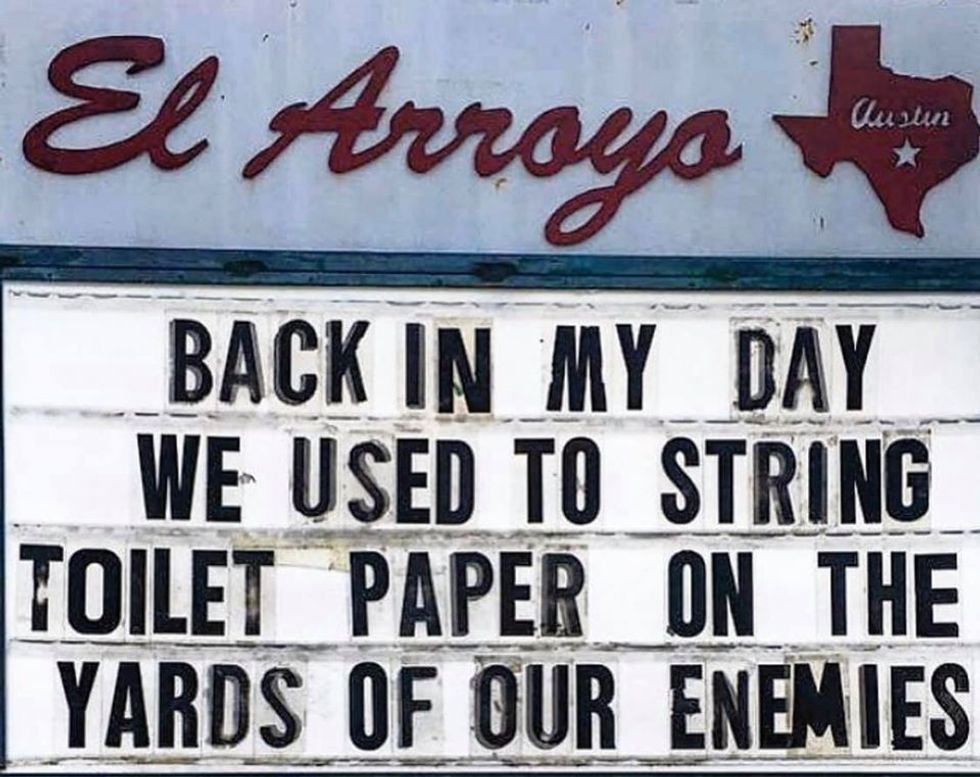 El Arroyo
Austin
BACK IN MY DAY
WE USED TO STRING
TOILET PAPER ON THE
YARDS OF OUR ENEMIES